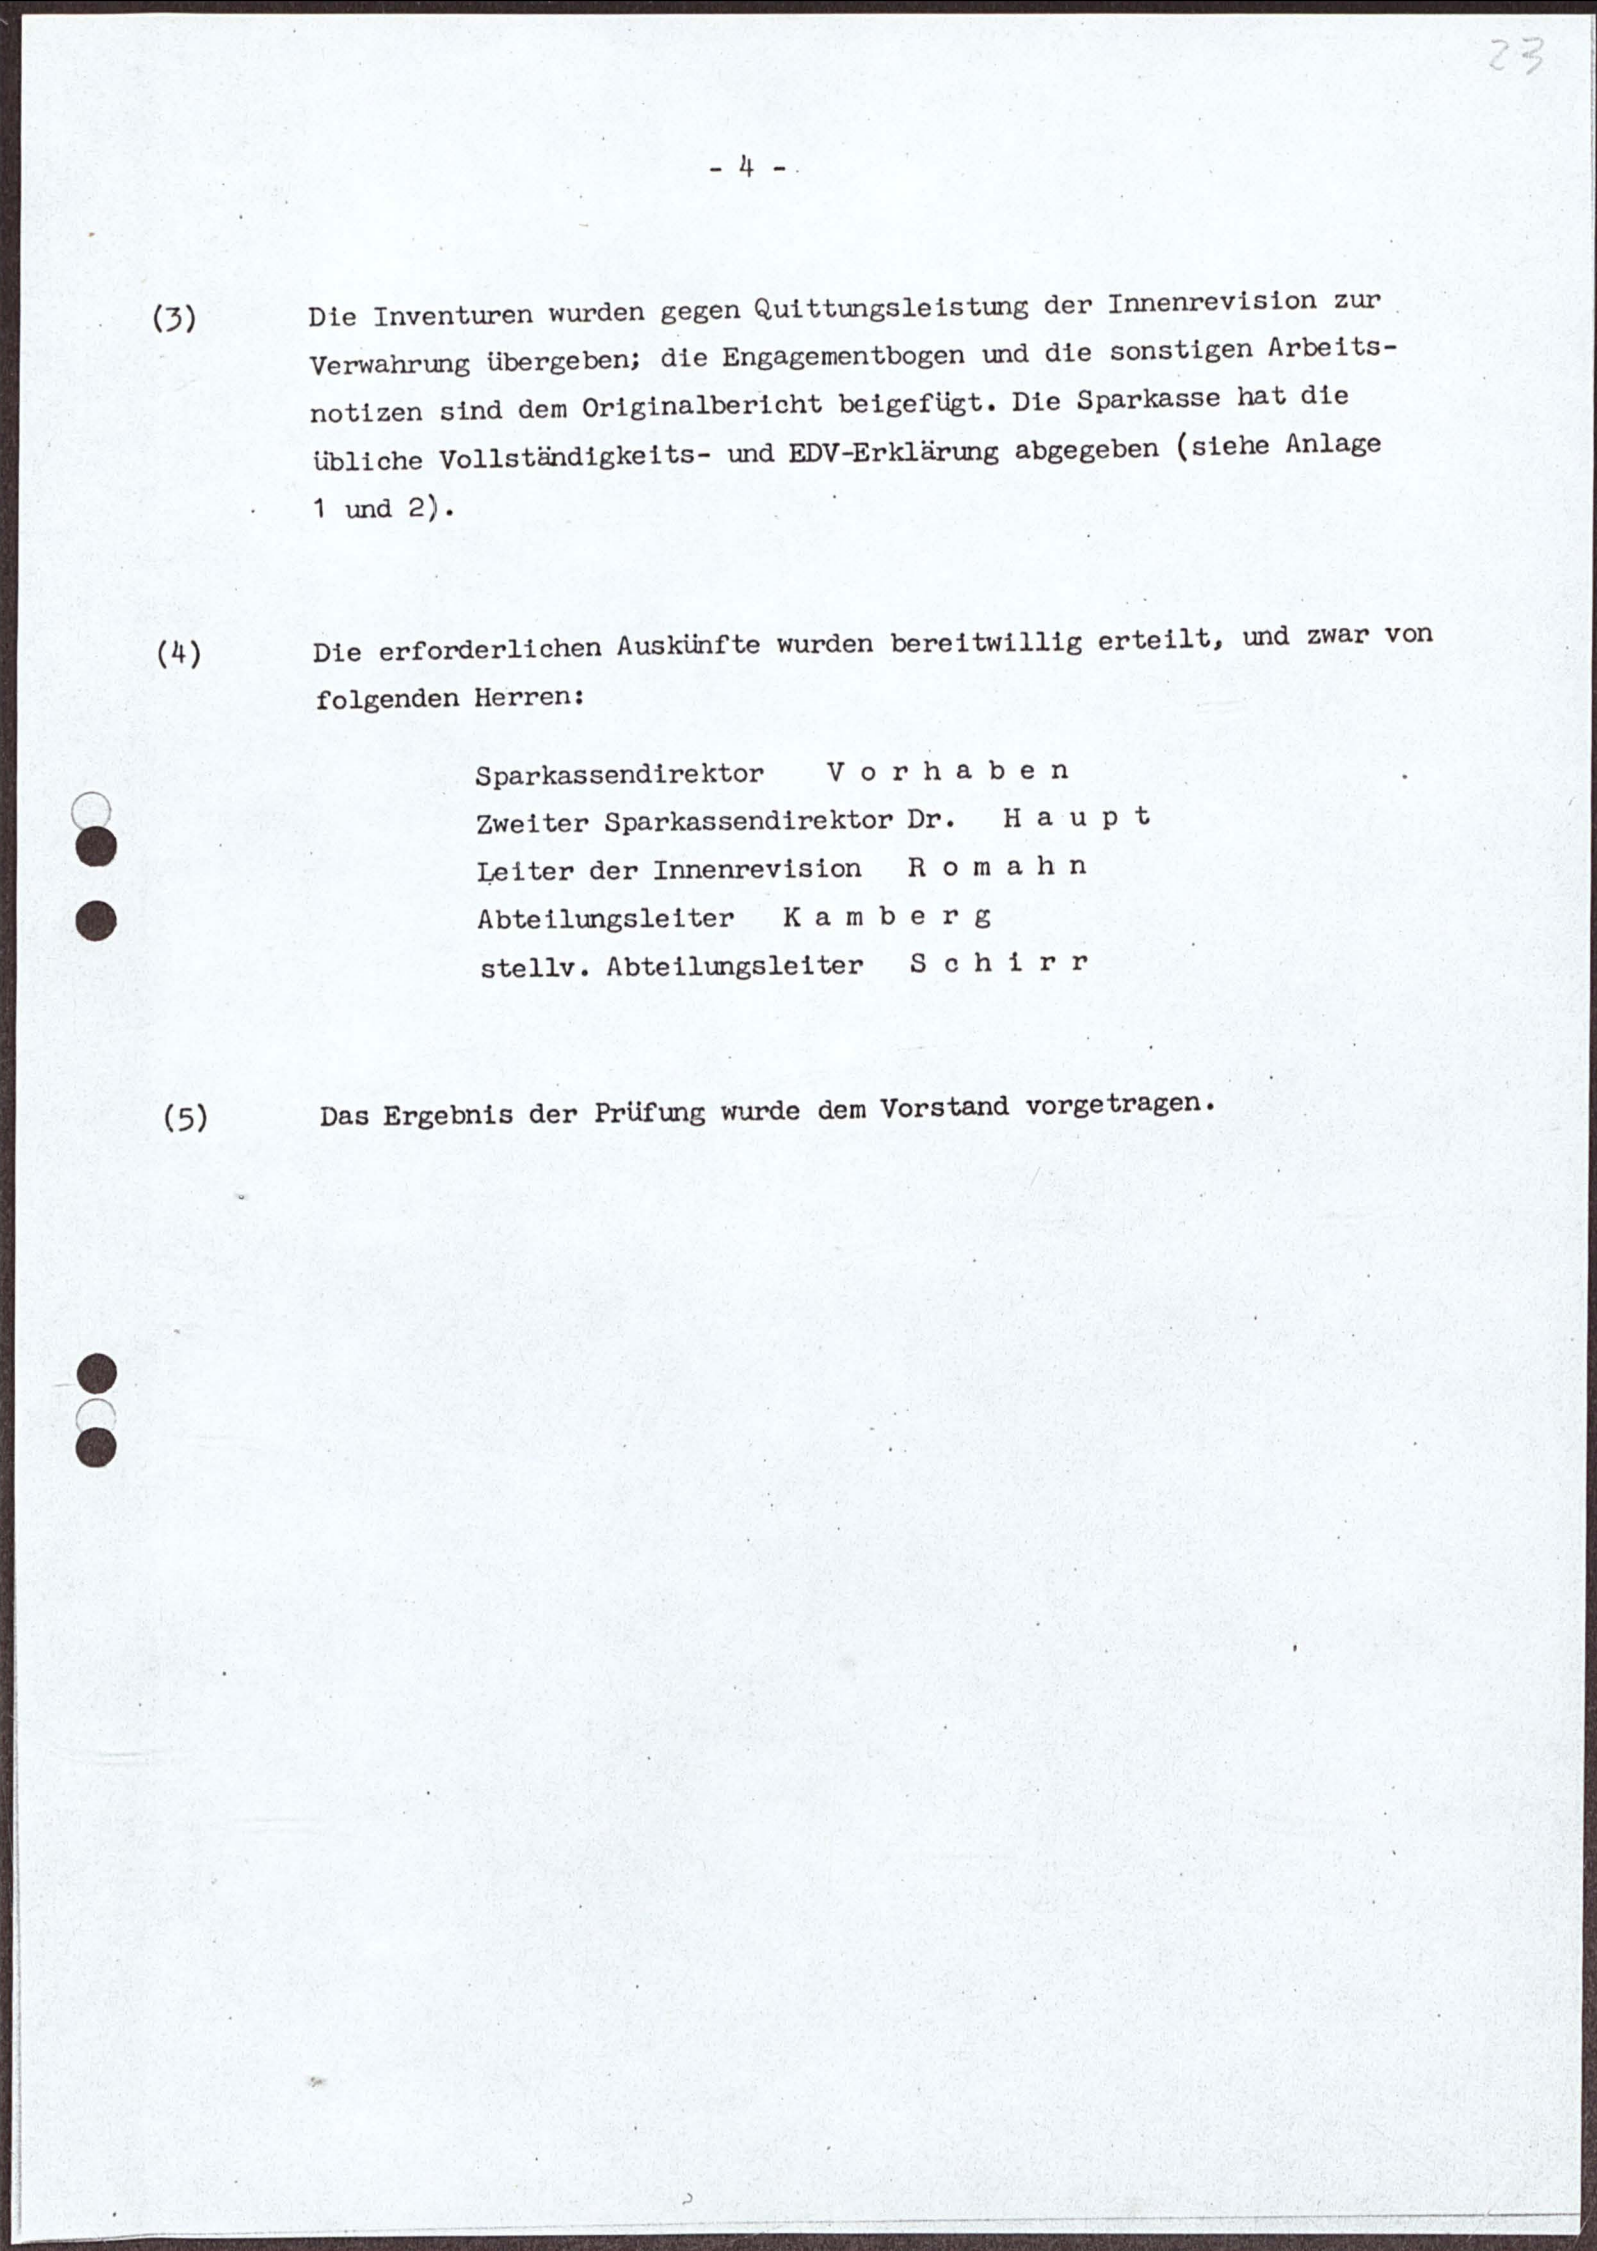 23
- 4 -
(3) Die Inventuren wurden gegen Quittungsleistung der Innenrevision zur
Verwahrung übergeben; die Engagementbogen und die sonstigen Arbeits-
notizen sind dem Originalbericht beigefügt. Die Sparkasse hat die
übliche Vollständigkeits- und EDV-Erklärung abgegeben (siehe Anlage
1 und 2).
(4) Die erforderlichen Auskünfte wurden bereitwillig erteilt, und zwar von
folgenden Herren:
Sparkassendirektor V o r h a b e n
Zweiter Sparkassendirektor Dr. H a u p t
Leiter der Innenrevision R o m a h n
Abteilungsleiter K a m b e r g
stellv. Abteilungsleiter S c h i r r
(5) Das Ergebnis der Prüfung wurde dem Vorstand vorgetragen.